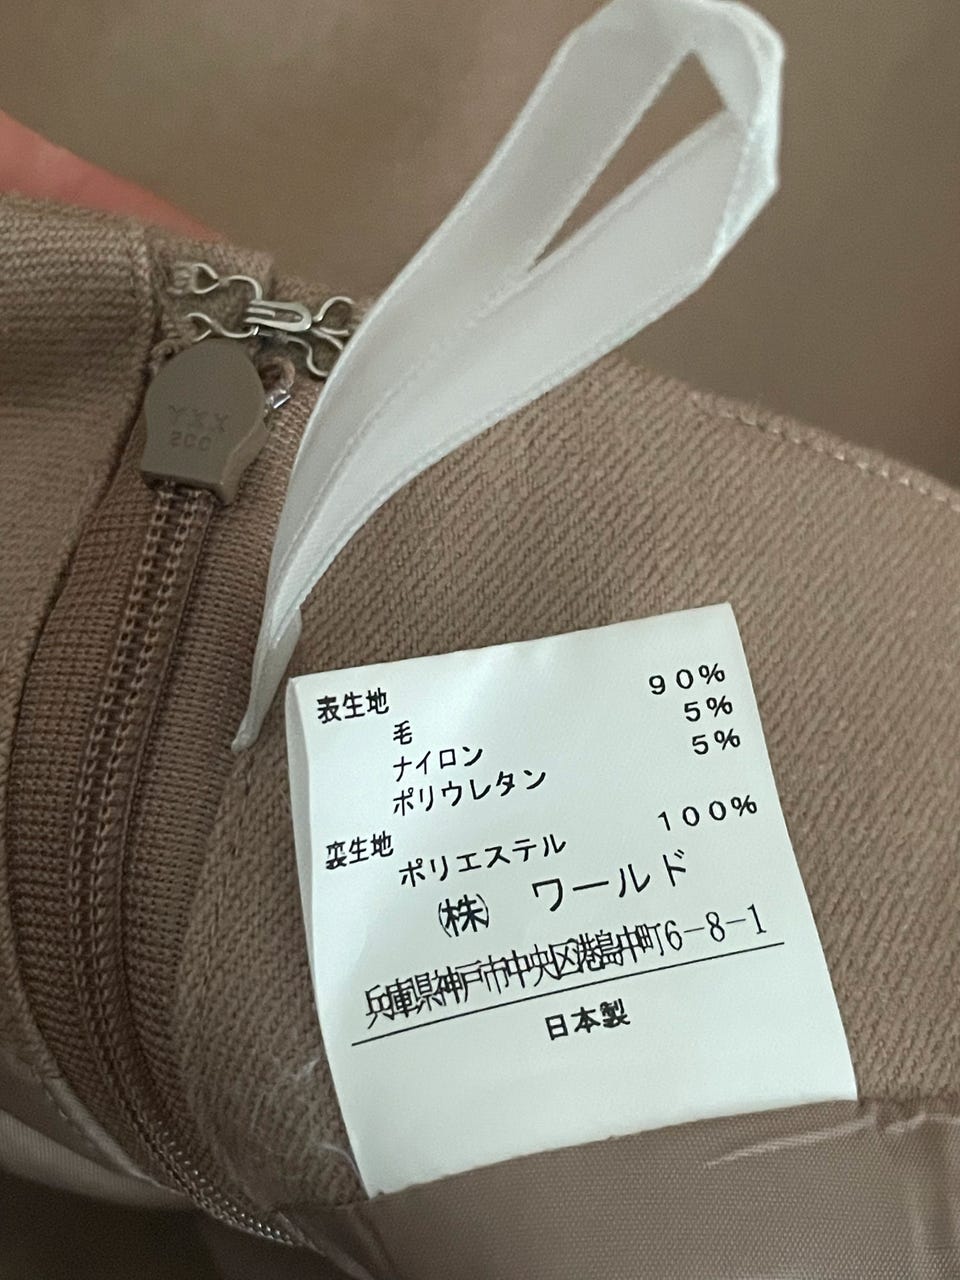 表生地
毛 90%
ナイロン 5%
ポリウレタン 5%
裏生地
ポリエステル 100%
㈱ ワールド
兵庫県神戸市中央区港島中町6-8-1
日本製